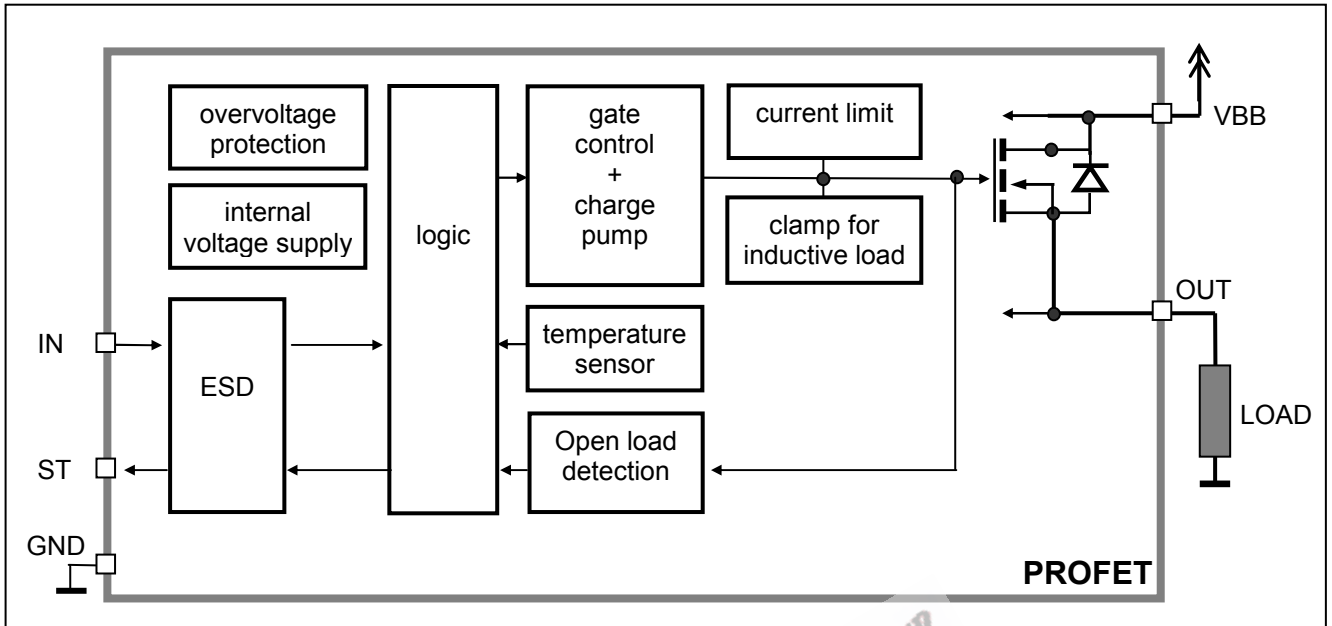 overvoltage
protection
internal
voltage supply
logic
gate
control
+
charge
pump
current limit
clamp for
inductive load
VBB
OUT
LOAD
IN
ESD
temperature
sensor
ST
Open load
detection
GND
PROFET